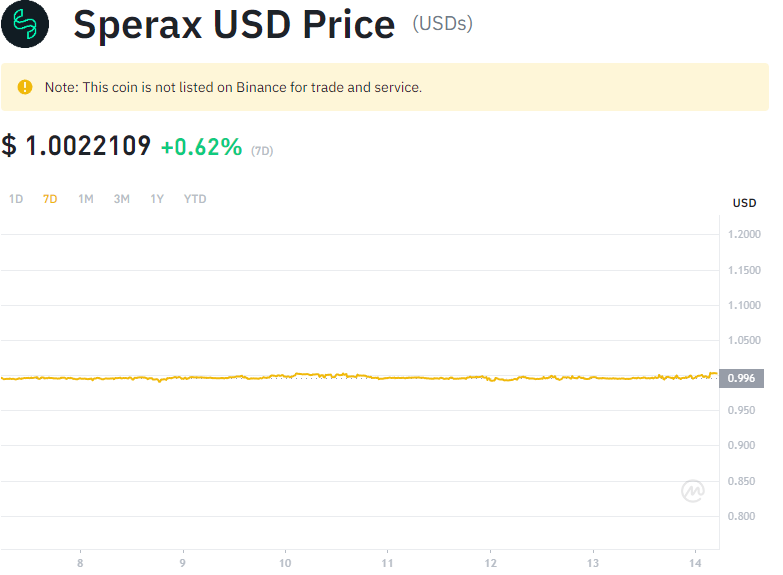 Sperax USD Price (USDs)
Note: This coin is not listed on Binance for trade and service.
$ 1.0022109 +0.62% (7D)
1D 7D 1M 3M 1Y YTD
USD
1.2000
1.1500
1.1000
1.0500
0.996
0.950
0.900
0.850
0.800
8 9 10 11 12 13 14